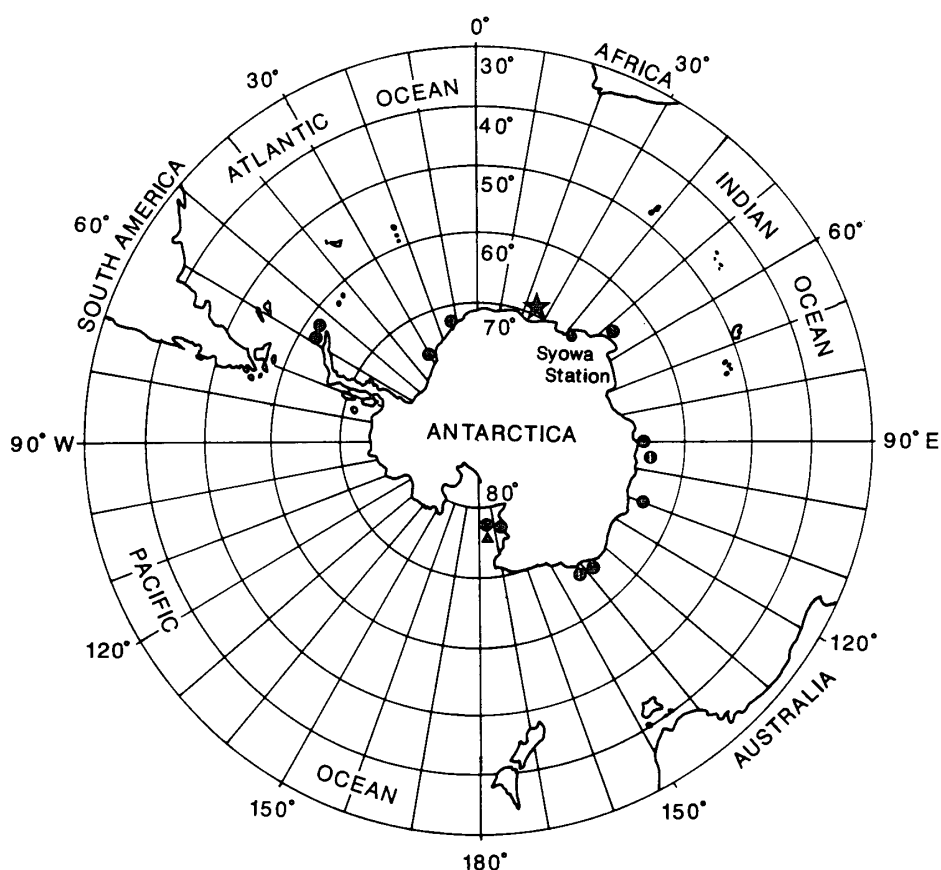 0°
30°
30°
AFRICA
30°
OCEAN
ATLANTIC
40°
SOUTH AMERICA
60°
50°
INDIAN
60°
60°
OCEAN
70°
Syowa
Station
90° W
ANTARCTICA
90° E
80°
PACIFIC
120°
120°
AUSTRALIA
OCEAN
150°
150°
180°